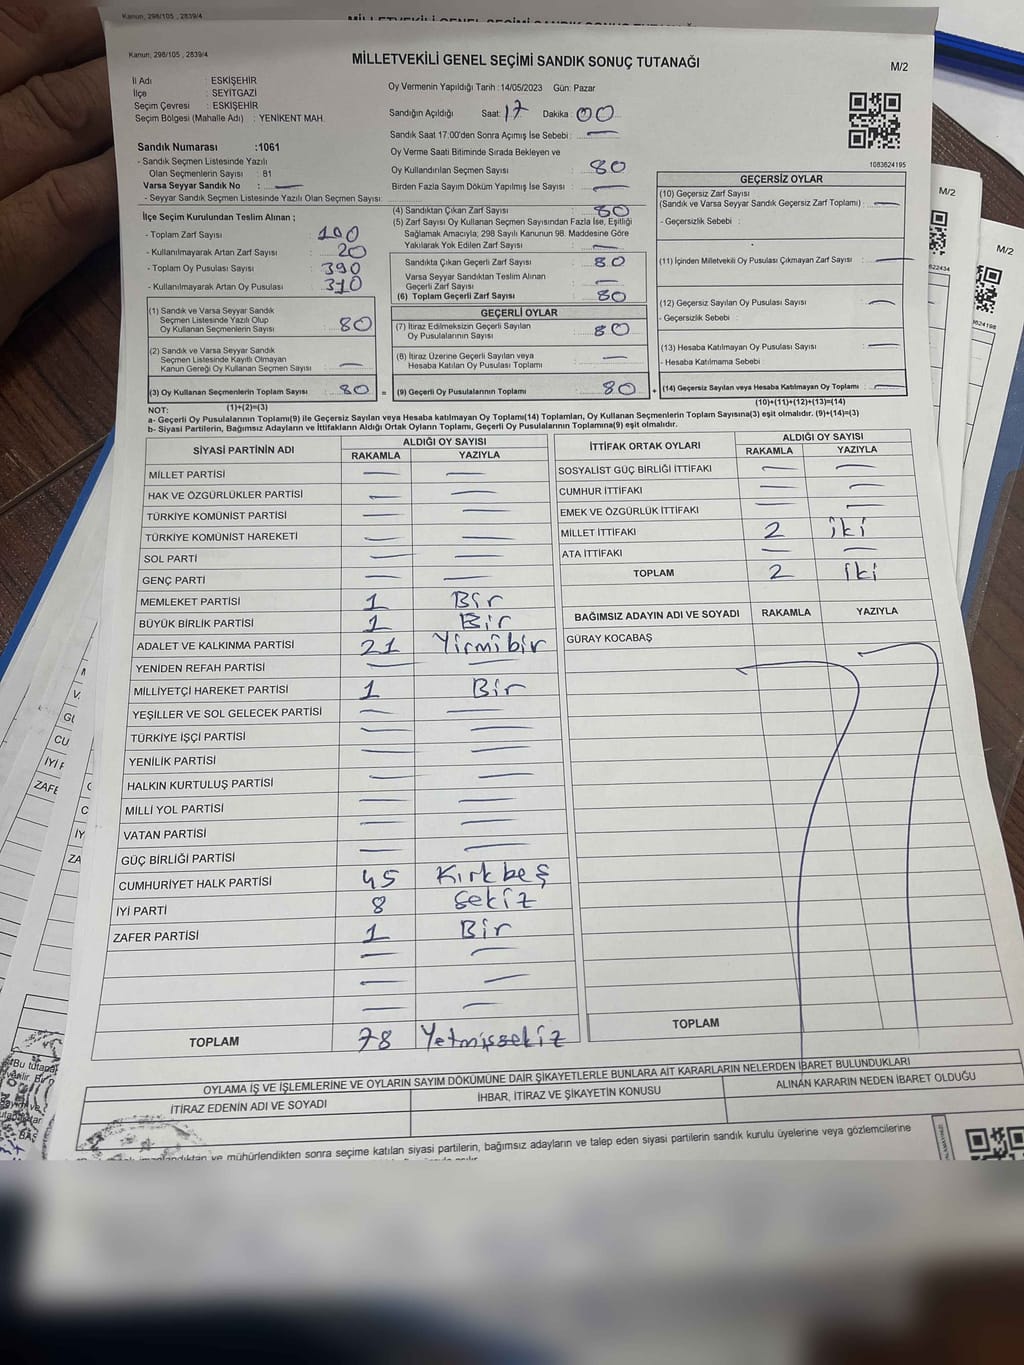 Kanun; 298/105 , 2839/4
Kanun; 298/105 , 2839/4
MİLLETVEKİLİ GENEL SEÇİMİ SANDIK SONUÇ TUTANAĞI
M/2
İl Adı : ESKİŞEHİR
İlçe : SEYİTGAZİ
Seçim Çevresi : ESKİŞEHİR
Seçim Bölgesi (Mahalle Adı) : YENİKENT MAH.
Sandık Numarası :1061
- Sandık Seçmen Listesinde Yazılı
Olan Seçmenlerin Sayısı : 81
Varsa Seyyar Sandık No : —
- Seyyar Sandık Seçmen Listesinde Yazılı Olan Seçmen Sayısı:
Oy Vermenin Yapıldığı Tarih : 14/05/2023 Gün: Pazar
Sandığın Açıldığı Saat: 17 Dakika : 00
Sandık Saat 17:00'den Sonra Açımış İse Sebebi : —
Oy Verme Saati Bitiminde Sırada Bekleyen ve
Oy Kullandırılan Seçmen Sayısı : 80
Birden Fazla Sayım Döküm Yapılmış İse Sayısı : —
1083624195
İlçe Seçim Kurulundan Teslim Alınan ;
- Toplam Zarf Sayısı : 100
- Kullanılmayarak Artan Zarf Sayısı : 20
- Toplam Oy Pusulası Sayısı : 390
- Kullanılmayarak Artan Oy Pusulası : 310
(1) Sandık ve Varsa Seyyar Sandık
Seçmen Listesinde Yazılı Olup
Oy Kullanan Seçmenlerin Sayısı : 80
(2) Sandık ve Varsa Seyyar Sandık
Seçmen Listesinde Kayıtlı Olmayan
Kanun Gereği Oy Kullanan Seçmenlerin Sayısı : —
(3) Oy Kullanan Seçmenlerin Toplam Sayısı : 80 =
(1)+(2)=(3)
(4) Sandıktan Çıkan Zarf Sayısı : 80
(5) Zarf Sayısı Oy Kullanan Seçmen Sayısından Fazla İse, Eşitliği
Sağlamak Amacıyla; 298 Sayılı Kanunun 98. Maddesine Göre
Yakılarak Yok Edilen Zarf Sayısı : —
Sandıkta Çıkan Geçerli Zarf Sayısı : 80
Varsa Seyyar Sandıktan Teslim Alınan
Geçerli Zarf Sayısı : —
(6) Toplam Geçerli Zarf Sayısı : 80
GEÇERLİ OYLAR
(7) İtiraz Edilmeksizin Geçerli Sayılan
Oy Pusulalarının Sayısı : 80
(8) İtiraz Üzerine Geçerli Sayılan veya
Hesaba Katılan Oy Pusulası Toplamı : —
(9) Geçerli Oy Pusulalarının Toplamı : 80 +
GEÇERSİZ OYLAR
(10) Geçersiz Zarf Sayısı
(Sandık ve Varsa Seyyar Sandık Geçersiz Zarf Toplamı) : —
- Geçersizlik Sebebi :
(11) İçinden Milletvekili Oy Pusulası Çıkmayan Zarf Sayısı : —
(12) Geçersiz Sayılan Oy Pusulası Sayısı : —
- Geçersizlik Sebebi :
(13) Hesaba Katılmayan Oy Pusulası Sayısı : —
- Hesaba Katılmama Sebebi
(14) Geçersiz Sayılan veya Hesaba Katılmayan Oy Toplamı : —
(10)+(11)+(12)+(13)=(14)
NOT:
a- Geçerli Oy Pusulalarının Toplamı(9) ile Geçersiz Sayılan veya Hesaba katılmayan Oy Toplamı(14) Toplamları, Oy Kullanan Seçmenlerin Toplam Sayısına(3) eşit olmalıdır. (9)+(14)=(3)
b- Siyasi Partilerin, Bağımsız Adayların ve İttifakların Aldığı Ortak Oyların Toplamı, Geçerli Oy Pusulalarının Toplamına(9) eşit olmalıdır.
SİYASİ PARTİNİN ADI ALDIĞI OY SAYISI
RAKAMLA YAZIYLA
MİLLET PARTİSİ — —
HAK VE ÖZGÜRLÜKLER PARTİSİ — —
TÜRKİYE KOMÜNİST PARTİSİ — —
TÜRKİYE KOMÜNİST HAREKETİ — —
SOL PARTİ — —
GENÇ PARTİ — —
MEMLEKET PARTİSİ 1 Bir
BÜYÜK BİRLİK PARTİSİ 1 Bir
ADALET VE KALKINMA PARTİSİ 21 Yirmibir
YENİDEN REFAH PARTİSİ — —
MİLLİYETÇİ HAREKET PARTİSİ 1 Bir
YEŞİLLER VE SOL GELECEK PARTİSİ — —
TÜRKİYE İŞÇİ PARTİSİ — —
YENİLİK PARTİSİ — —
HALKIN KURTULUŞ PARTİSİ — —
MİLLİ YOL PARTİSİ — —
VATAN PARTİSİ — —
GÜÇ BİRLİĞİ PARTİSİ — —
CUMHURİYET HALK PARTİSİ 45 Kırkbeş
İYİ PARTİ 8 Sekiz
ZAFER PARTİSİ 1 Bir
— —
— —
— —
TOPLAM 78 Yetmişsekiz
İTTİFAK ORTAK OYLARI ALDIĞI OY SAYISI
RAKAMLA YAZIYLA
SOSYALİST GÜÇ BİRLİĞİ İTTİFAKI — —
CUMHUR İTTİFAKI — —
EMEK VE ÖZGÜRLÜK İTTİFAKI — —
MİLLET İTTİFAKI 2 iki
ATA İTTİFAKI — —
TOPLAM 2 iki
BAĞIMSIZ ADAYIN ADI VE SOYADI RAKAMLA YAZIYLA
GÜRAY KOCABAŞ
TOPLAM
OYLAMA İŞ VE İŞLEMLERİNE VE OYLARIN SAYIM DÖKÜMÜNE DAİR ŞİKAYETLERLE BUNLARA AİT KARARLARIN NELERDEN İBARET BULUNDUKLARI
İTİRAZ EDENİN ADI VE SOYADI
İHBAR, İTİRAZ VE ŞİKAYETİN KONUSU
ALINAN KARARIN NEDEN İBARET OLDUĞU
ve mühürlendikten sonra seçime katılan siyasi partilerin, bağımsız adayların ve talep eden siyasi partilerin sandık kurulu üyelerine veya gözlemcilerine
M/2
M/2